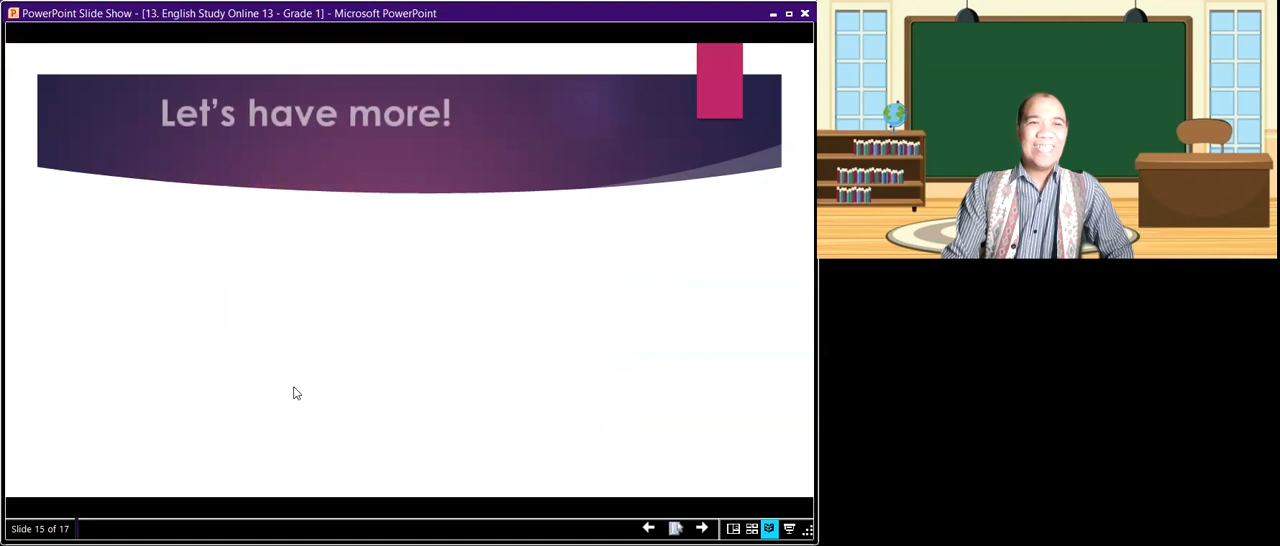 PowerPoint Slide Show - [13. English Study Online 13 - Grade 1] - Microsoft PowerPoint
Let's have more!
Slide 15 of 17